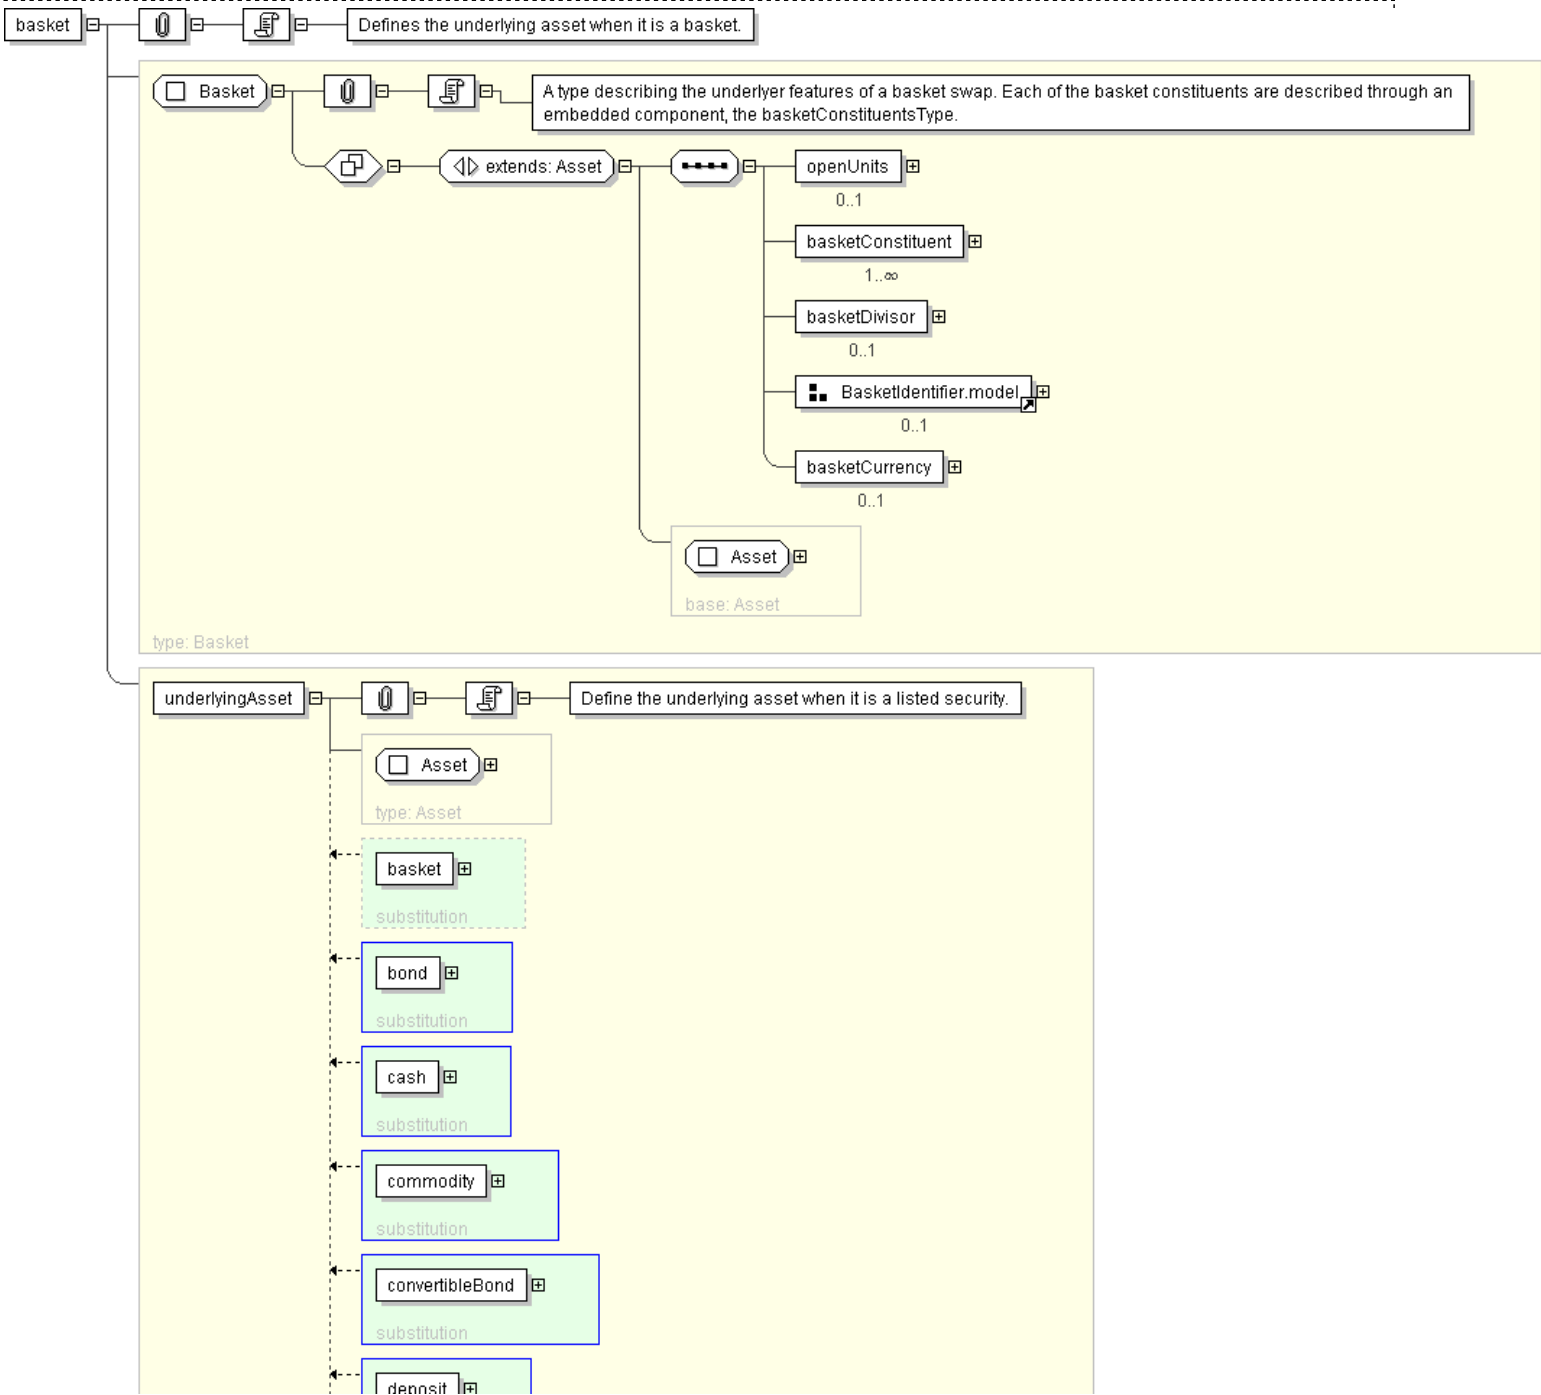 basket
Defines the underlying asset when it is a basket.
Basket
A type describing the underlyer features of a basket swap. Each of the basket constituents are described through an
embedded component, the basketConstituentsType.
extends: Asset
openUnits
0..1
basketConstituent
1..∞
basketDivisor
0..1
BasketIdentifier.model
0..1
basketCurrency
0..1
Asset
base: Asset
type: Basket
underlyingAsset
Define the underlying asset when it is a listed security.
Asset
type: Asset
basket
substitution
bond
substitution
cash
substitution
commodity
substitution
convertibleBond
substitution
deposit